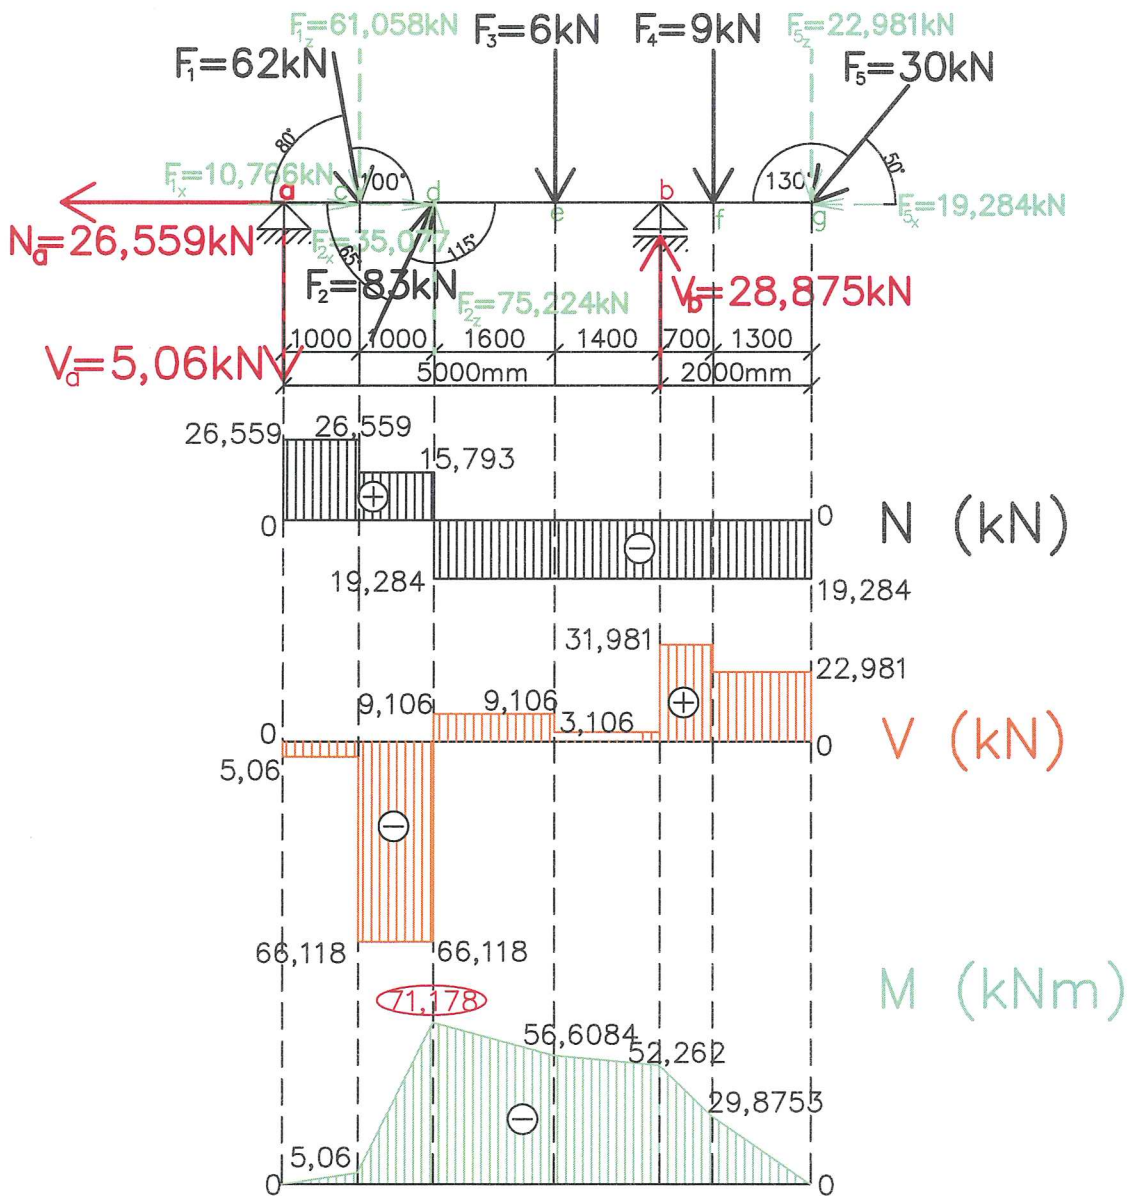 F1z=61,058kN
F3=6kN
F4=9kN
F5z=22,981kN
F1=62kN
F5=30kN
80°
50°
F1x=10,766kN
100°
130°
a
c
d
e
b
f
g
F5x=19,284kN
Na=26,559kN
F2x=35,077
65°
115°
F2=83kN
F2z=75,224kN
Vb=28,875kN
1000
1000
1600
1400
700
1300
Va=5,06kN
5000mm
2000mm
26,559
26,559
15,793
+
0
0
N (kN)
−
19,284
19,284
31,981
22,981
9,106
9,106
3,106
+
0
0
V (kN)
5,06
−
66,118
66,118
M (kNm)
71,178
56,6084
52,262
29,8753
−
5,06
0
0